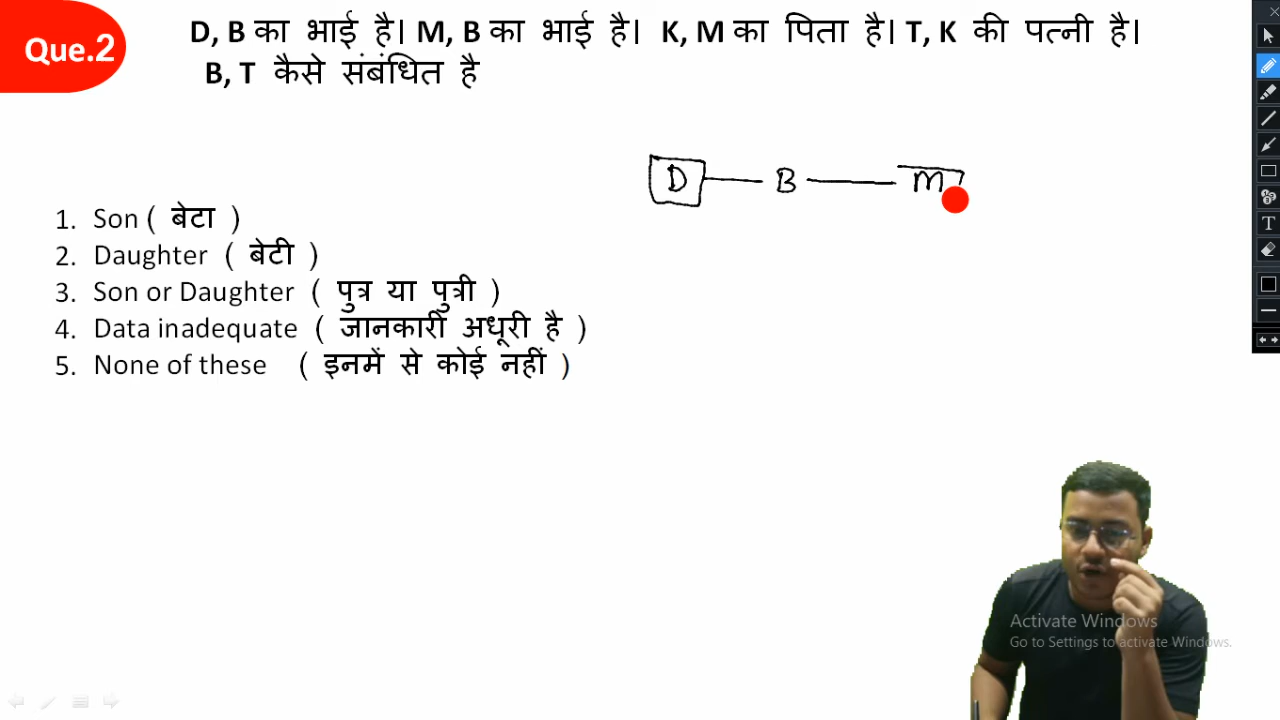 Que.2
D, B का भाई है। M, B का भाई है। K, M का पिता है। T, K की पत्नी है।
B, T कैसे संबंधित है
D B M
1. Son ( बेटा )
2. Daughter ( बेटी )
3. Son or Daughter ( पुत्र या पुत्री )
4. Data inadequate ( जानकारी अधूरी है )
5. None of these ( इनमें से कोई नहीं )
T
Activate Windows
Go to Settings to activate Windows.